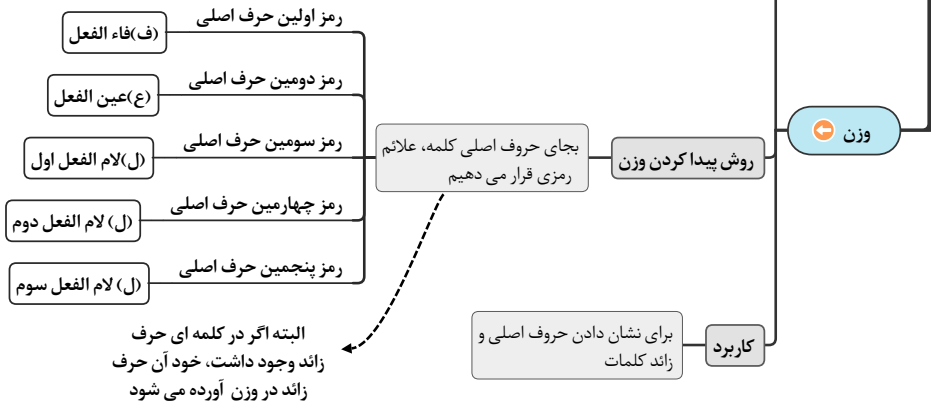 وزن
روش پیدا کردن وزن
بجای حروف اصلی کلمه، علائم
رمزی قرار می دهیم
رمز اولین حرف اصلی
(ف)فاء الفعل
رمز دومین حرف اصلی
(ع)عین الفعل
رمز سومین حرف اصلی
(ل)لام الفعل اول
رمز چهارمین حرف اصلی
(ل) لام الفعل دوم
رمز پنجمین حرف اصلی
(ل) لام الفعل سوم
البته اگر در کلمه ای حرف
زائد وجود داشت، خود آن حرف
زائد در وزن آورده می شود
کاربرد
برای نشان دادن حروف اصلی و
زائد کلمات